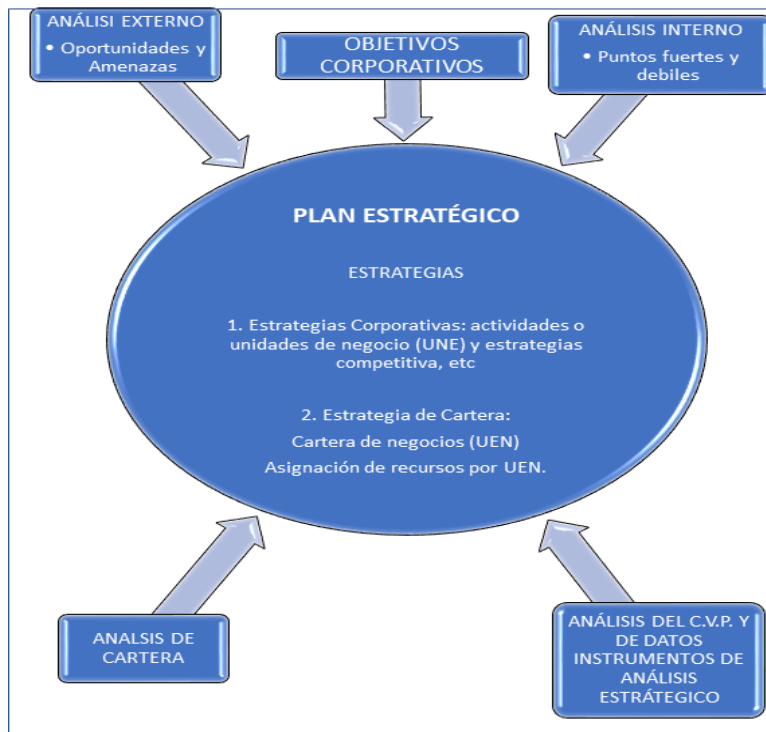 ANÁLISI EXTERNO
• Oportunidades y
Amenazas
OBJETIVOS
CORPORATIVOS
ANÁLISIS INTERNO
• Puntos fuertes y
debiles
PLAN ESTRATÉGICO
ESTRATEGIAS
1. Estrategias Corporativas: actividades o
unidades de negocio (UNE) y estrategias
competitiva, etc
2. Estrategia de Cartera:
Cartera de negocios (UEN)
Asignación de recursos por UEN.
ANALSIS DE
CARTERA
ANÁLISIS DEL C.V.P. Y
DE DATOS
INSTRUMENTOS DE
ANÁLISIS
ESTRÁTEGICO